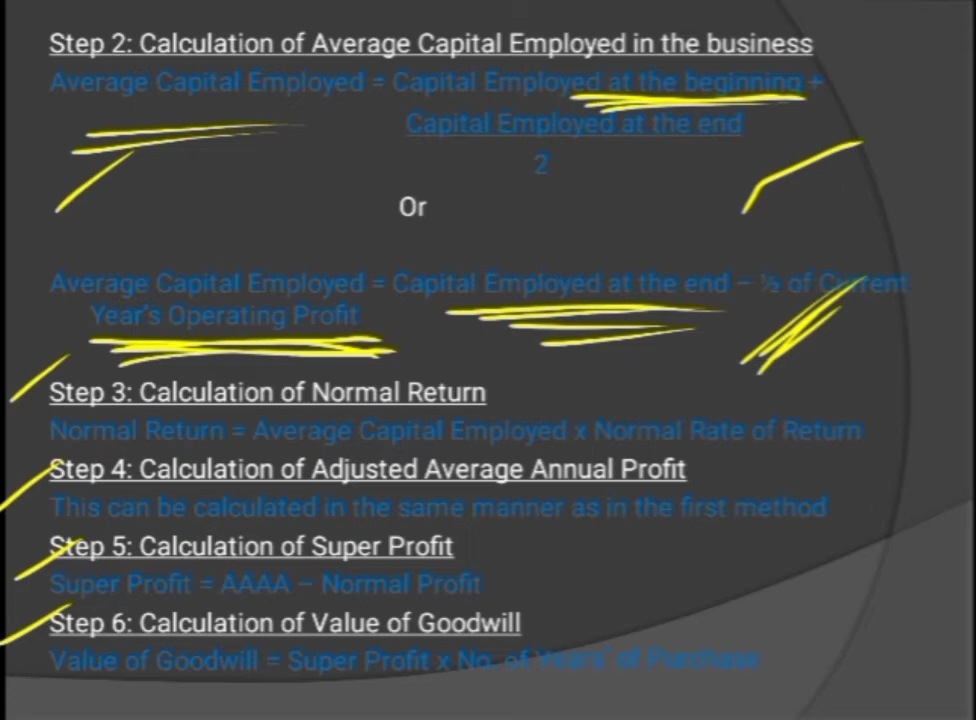 Step 2: Calculation of Average Capital Employed in the business
Average Capital Employed = Capital Employed at the beginning +
Capital Employed at the end
2
Or
Average Capital Employed = Capital Employed at the end – ½ of Current
Year's Operating Profit
Step 3: Calculation of Normal Return
Normal Return = Average Capital Employed x Normal Rate of Return
Step 4: Calculation of Adjusted Average Annual Profit
This can be calculated in the same manner as in the first method
Step 5: Calculation of Super Profit
Super Profit = AAAA – Normal Profit
Step 6: Calculation of Value of Goodwill
Value of Goodwill = Super Profit x No. of Years' of Purchase